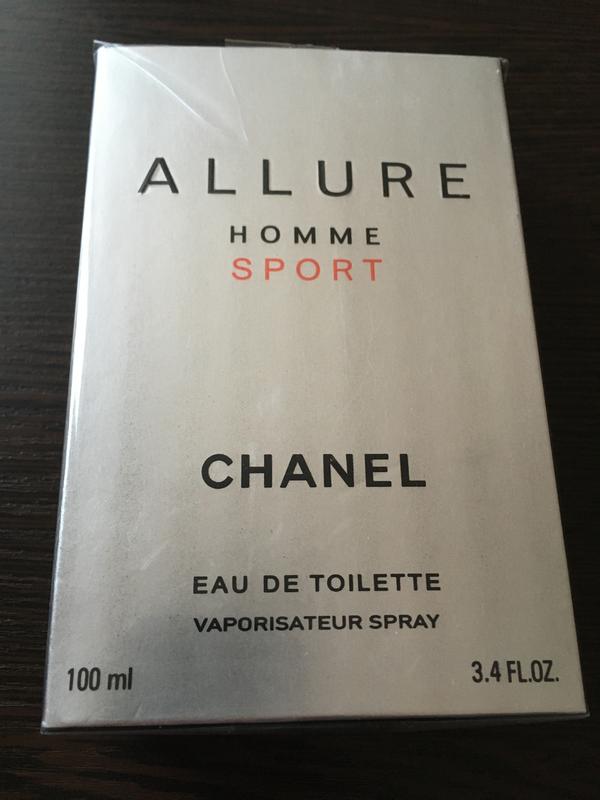 ALLURE
HOMME
SPORT
CHANEL
EAU DE TOILETTE
VAPORISATEUR SPRAY
100 ml 3.4 FL.OZ.